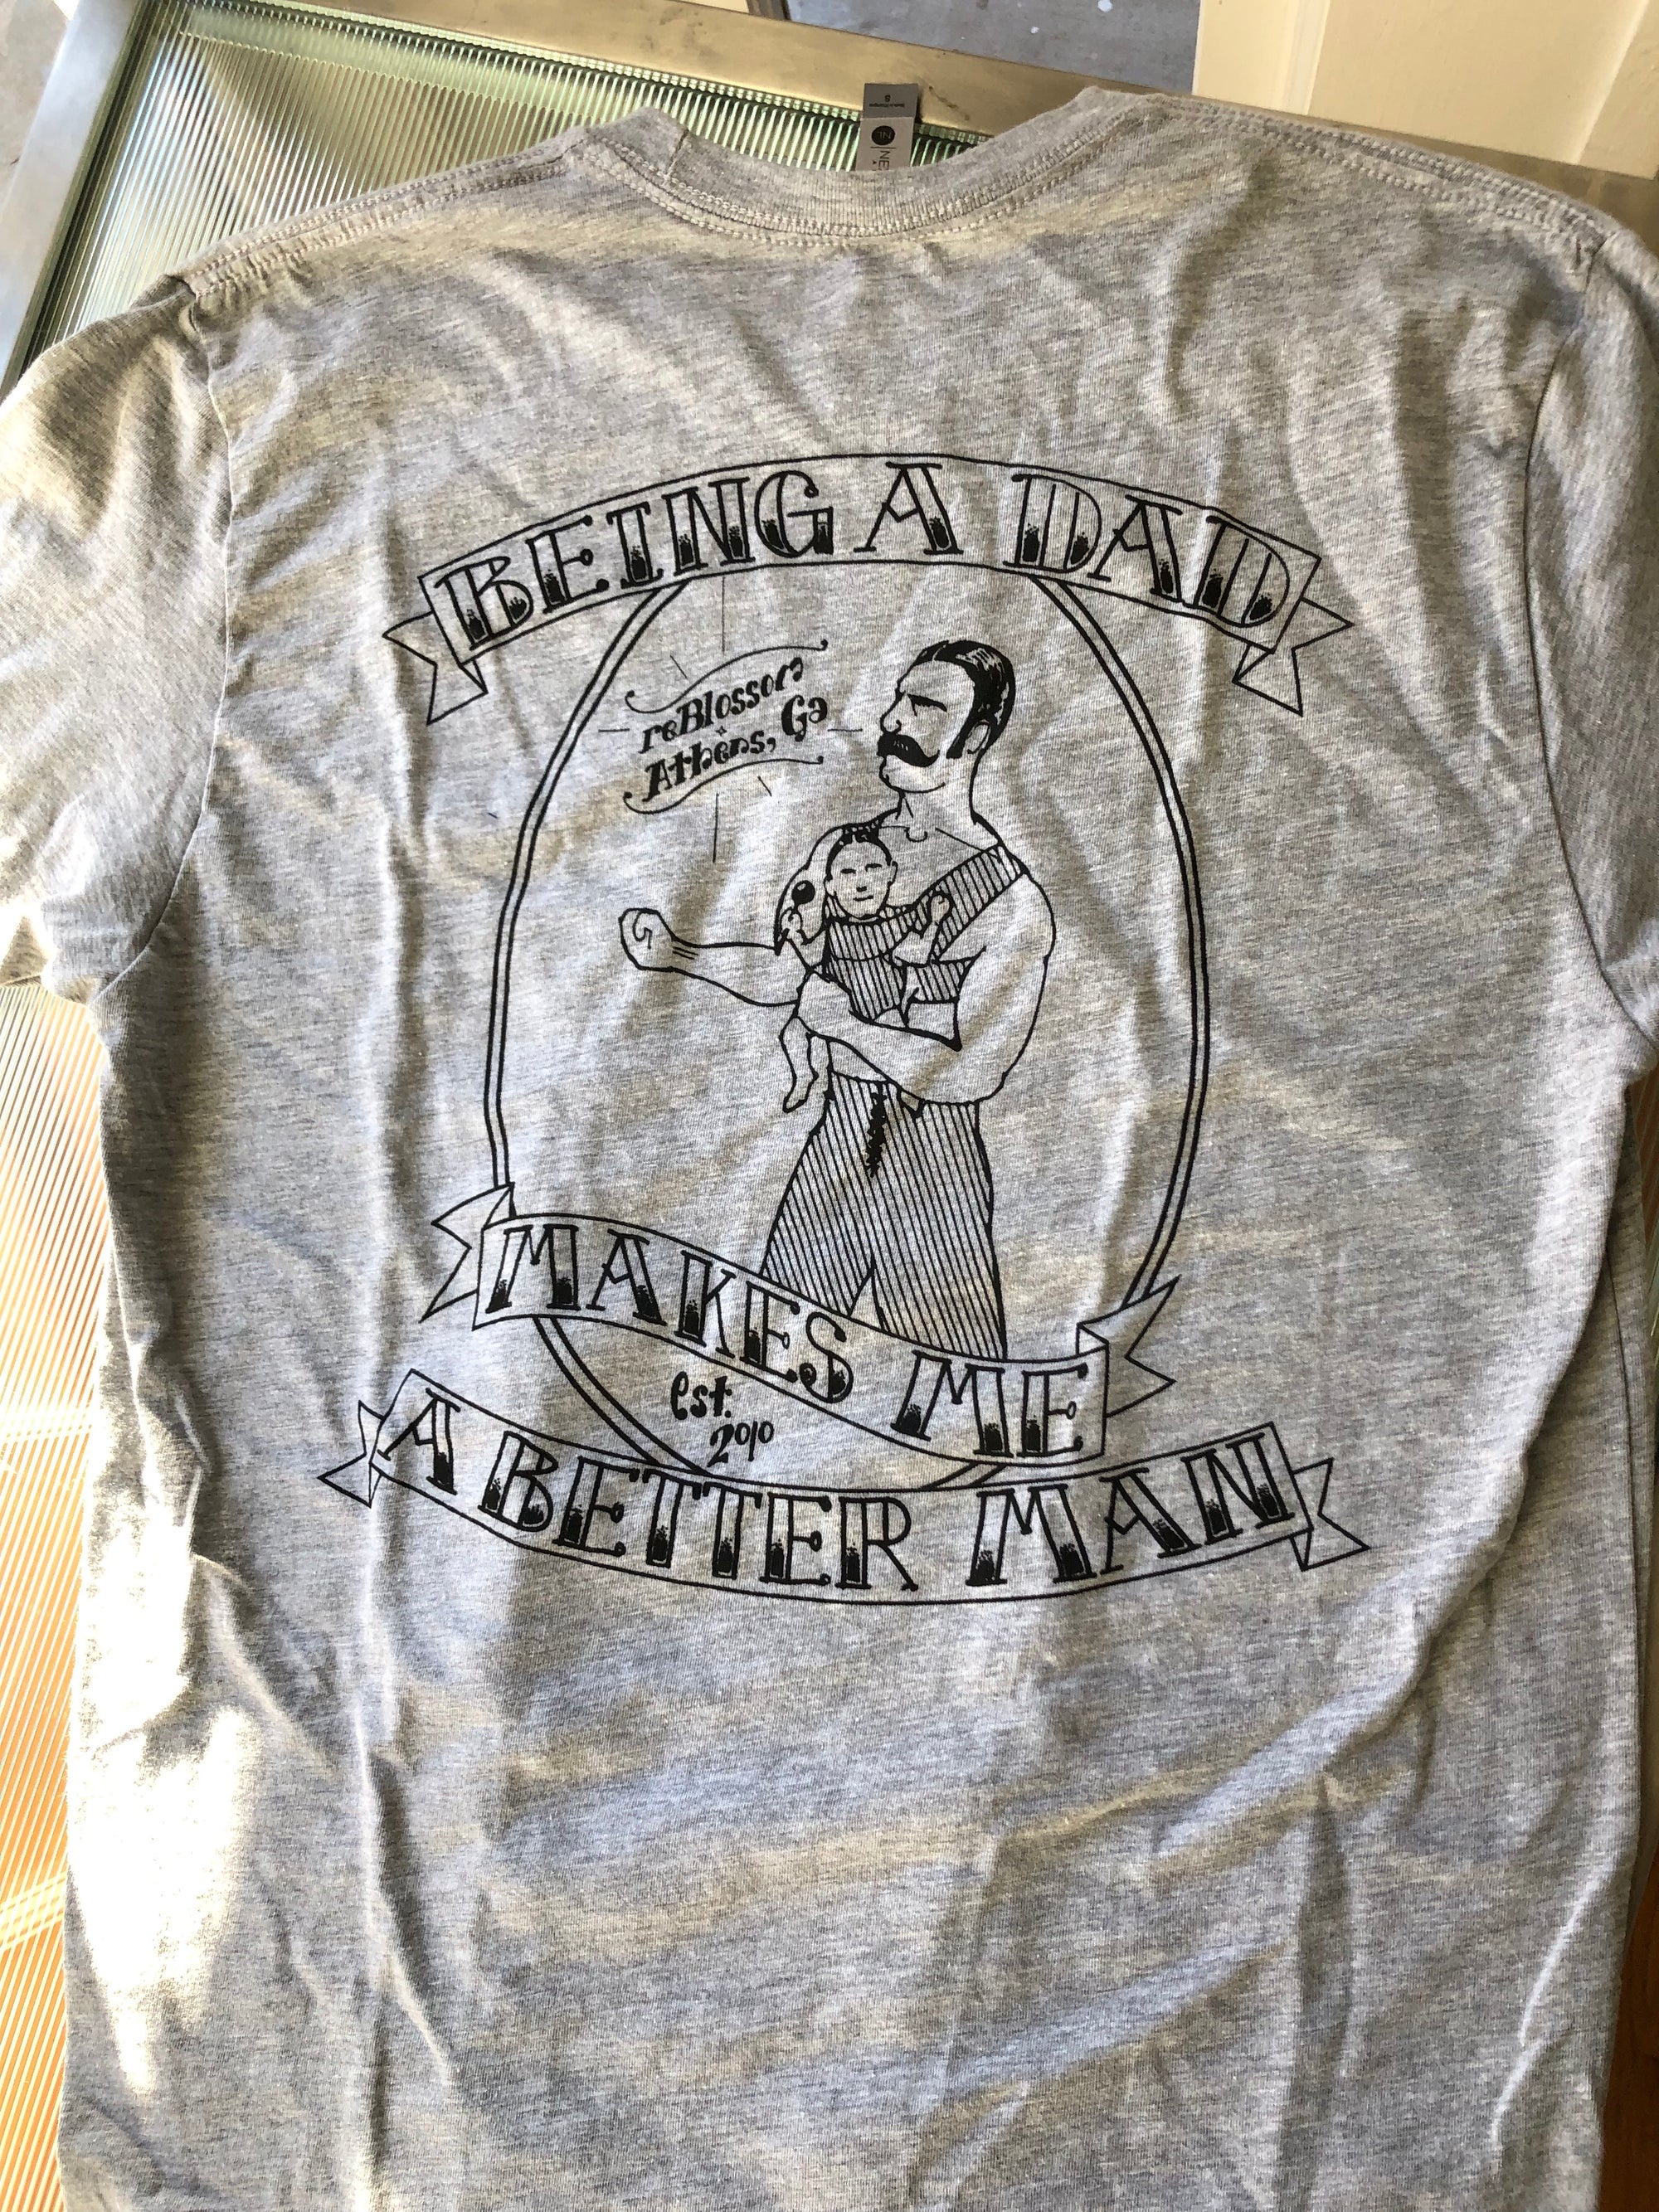 BEING A DAD
reBlossom
Athens, Ga
MAKES ME
est.
2010
A BETTER MAN